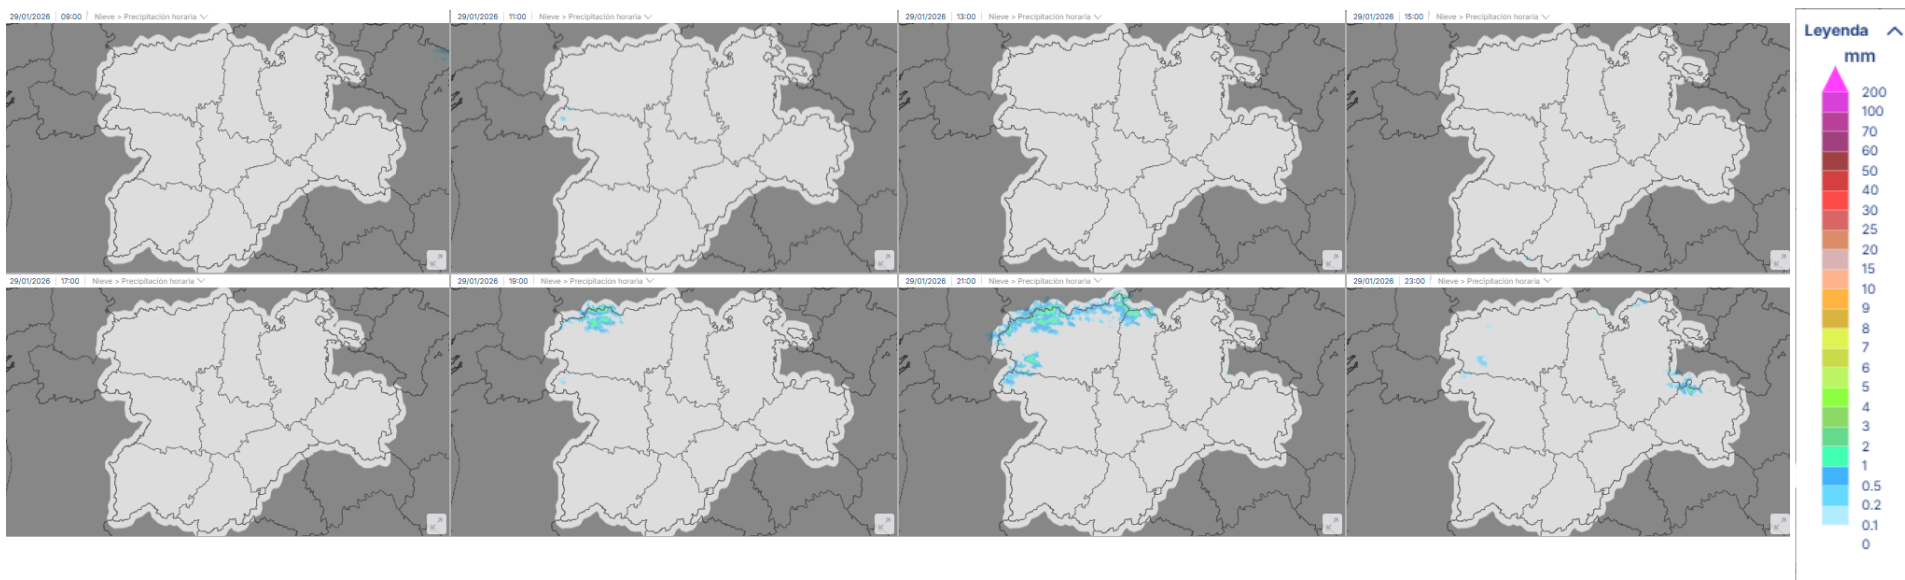 29/01/2026 09:00 Nieve > Precipitación horaria
29/01/2026 11:00 Nieve > Precipitación horaria
29/01/2026 13:00 Nieve > Precipitación horaria
29/01/2026 15:00 Nieve > Precipitación horaria
29/01/2026 17:00 Nieve > Precipitación horaria
29/01/2026 19:00 Nieve > Precipitación horaria
29/01/2026 21:00 Nieve > Precipitación horaria
29/01/2026 23:00 Nieve > Precipitación horaria
Leyenda
mm
200
100
70
60
50
40
30
25
20
15
10
9
8
7
6
5
4
3
2
1
0.5
0.2
0.1
0